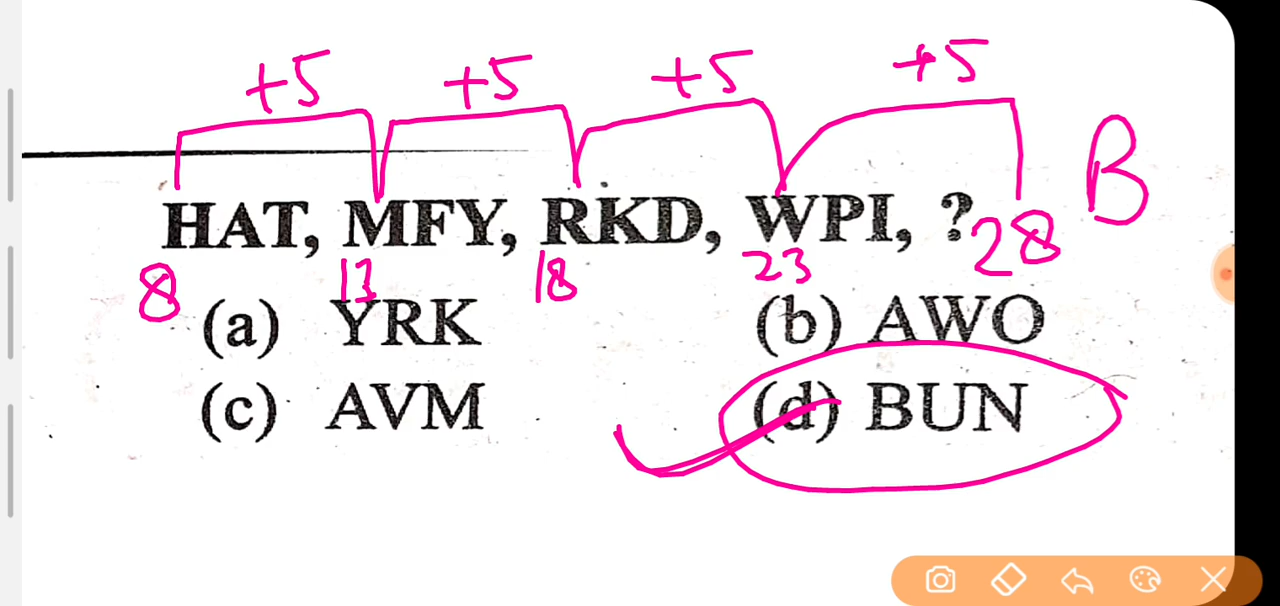 +5 +5 +5 +5
HAT, MFY, RKD, WPI, ? B
8 13 18 23 28
(a) YRK (b) AWO
(c) AVM (d) BUN